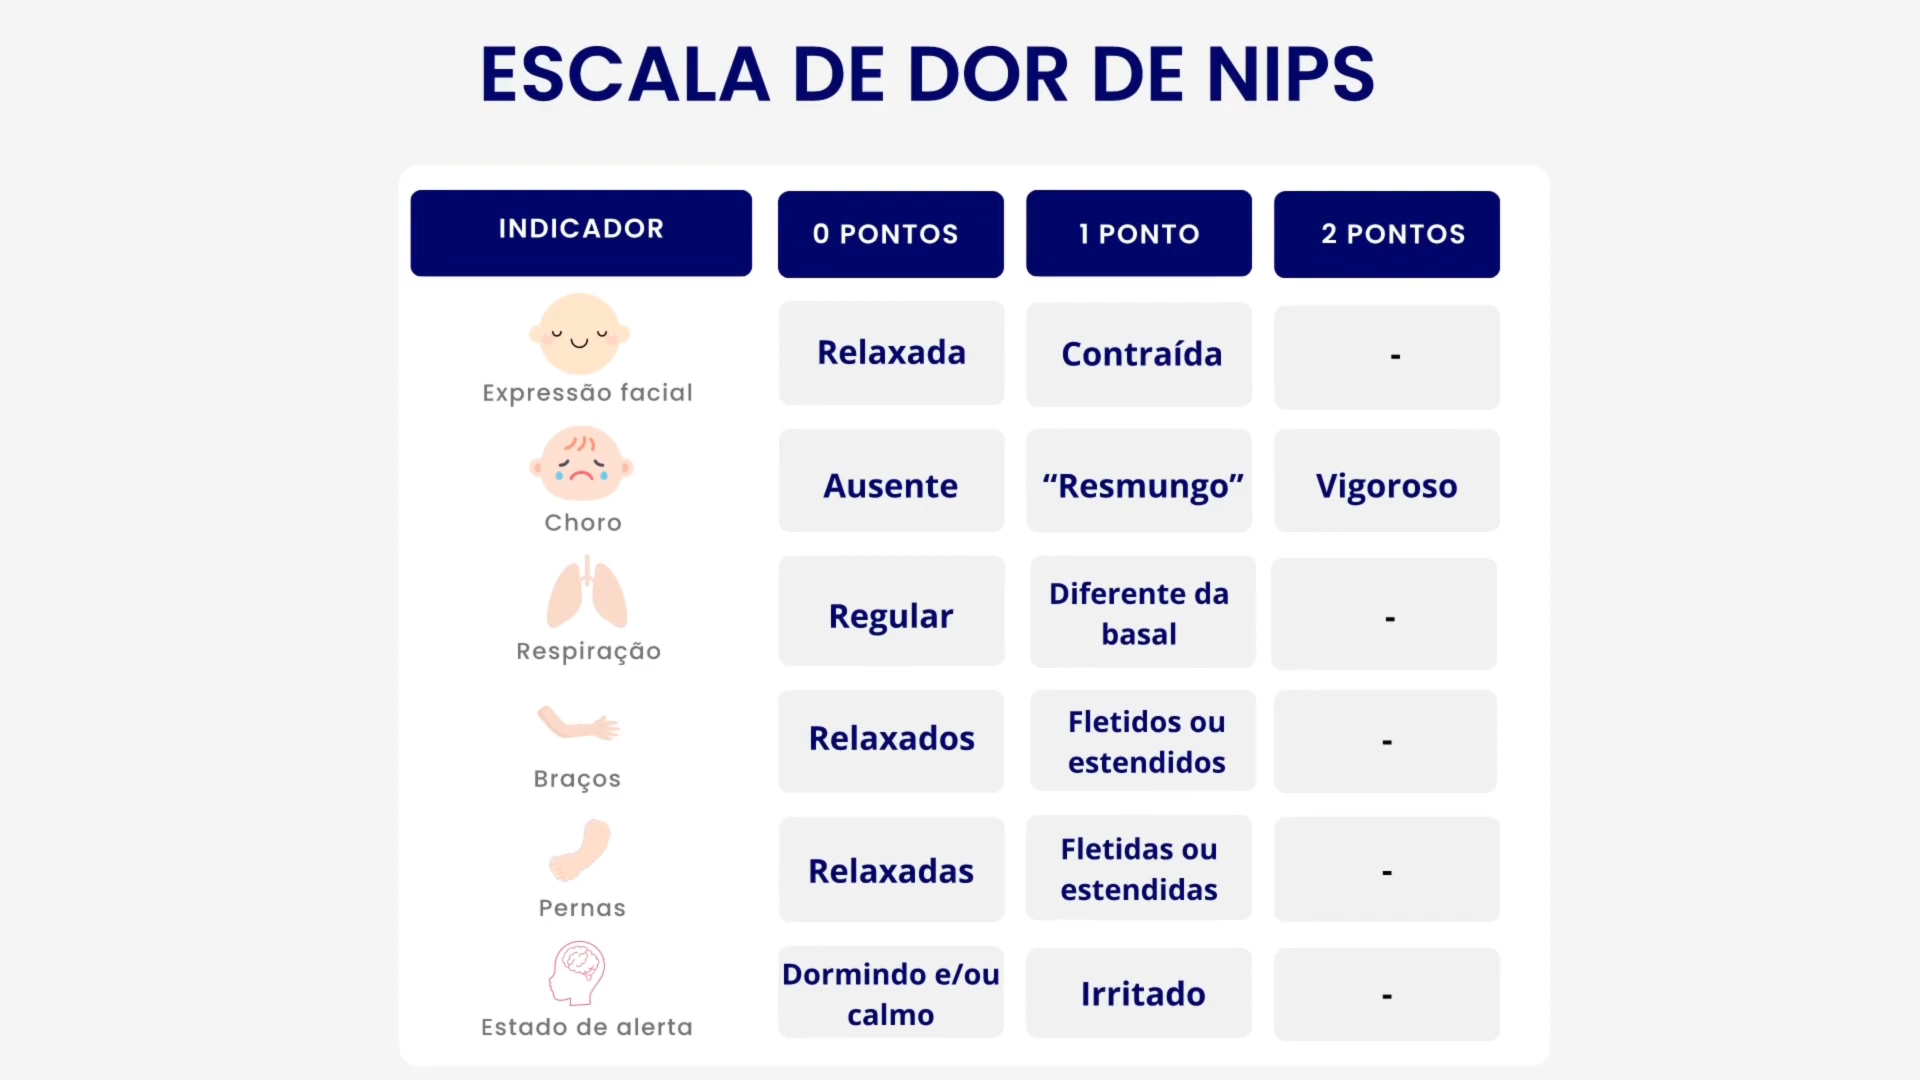 ESCALA DE DOR DE NIPS
INDICADOR
0 PONTOS
1 PONTO
2 PONTOS
Expressão facial
Relaxada
Contraída
-
Choro
Ausente
“Resmungo”
Vigoroso
Respiração
Regular
Diferente da
basal
-
Braços
Relaxados
Fletidos ou
estendidos
-
Pernas
Relaxadas
Fletidas ou
estendidas
-
Estado de alerta
Dormindo e/ou
calmo
Irritado
-